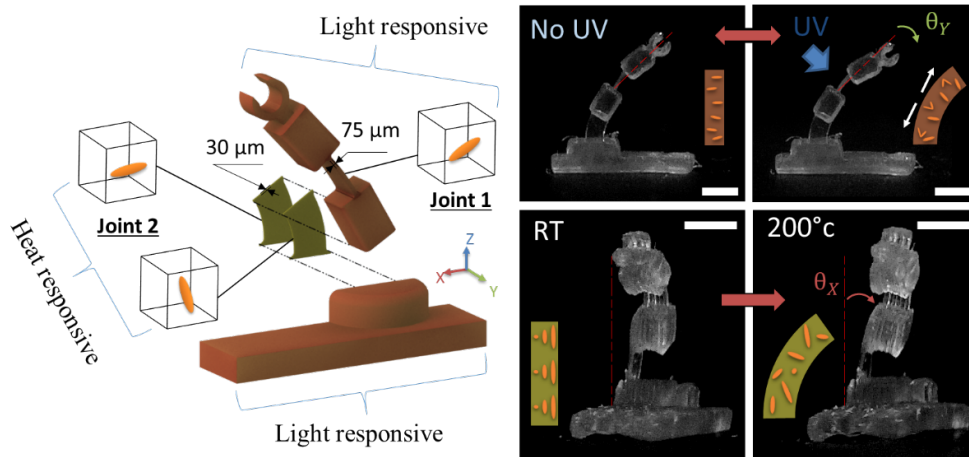 Light responsive
75 µm
30 µm
Joint 1
Joint 2
Heat responsive
Z
X
Y
Light responsive
No UV
UV
θY
RT
200°c
θX